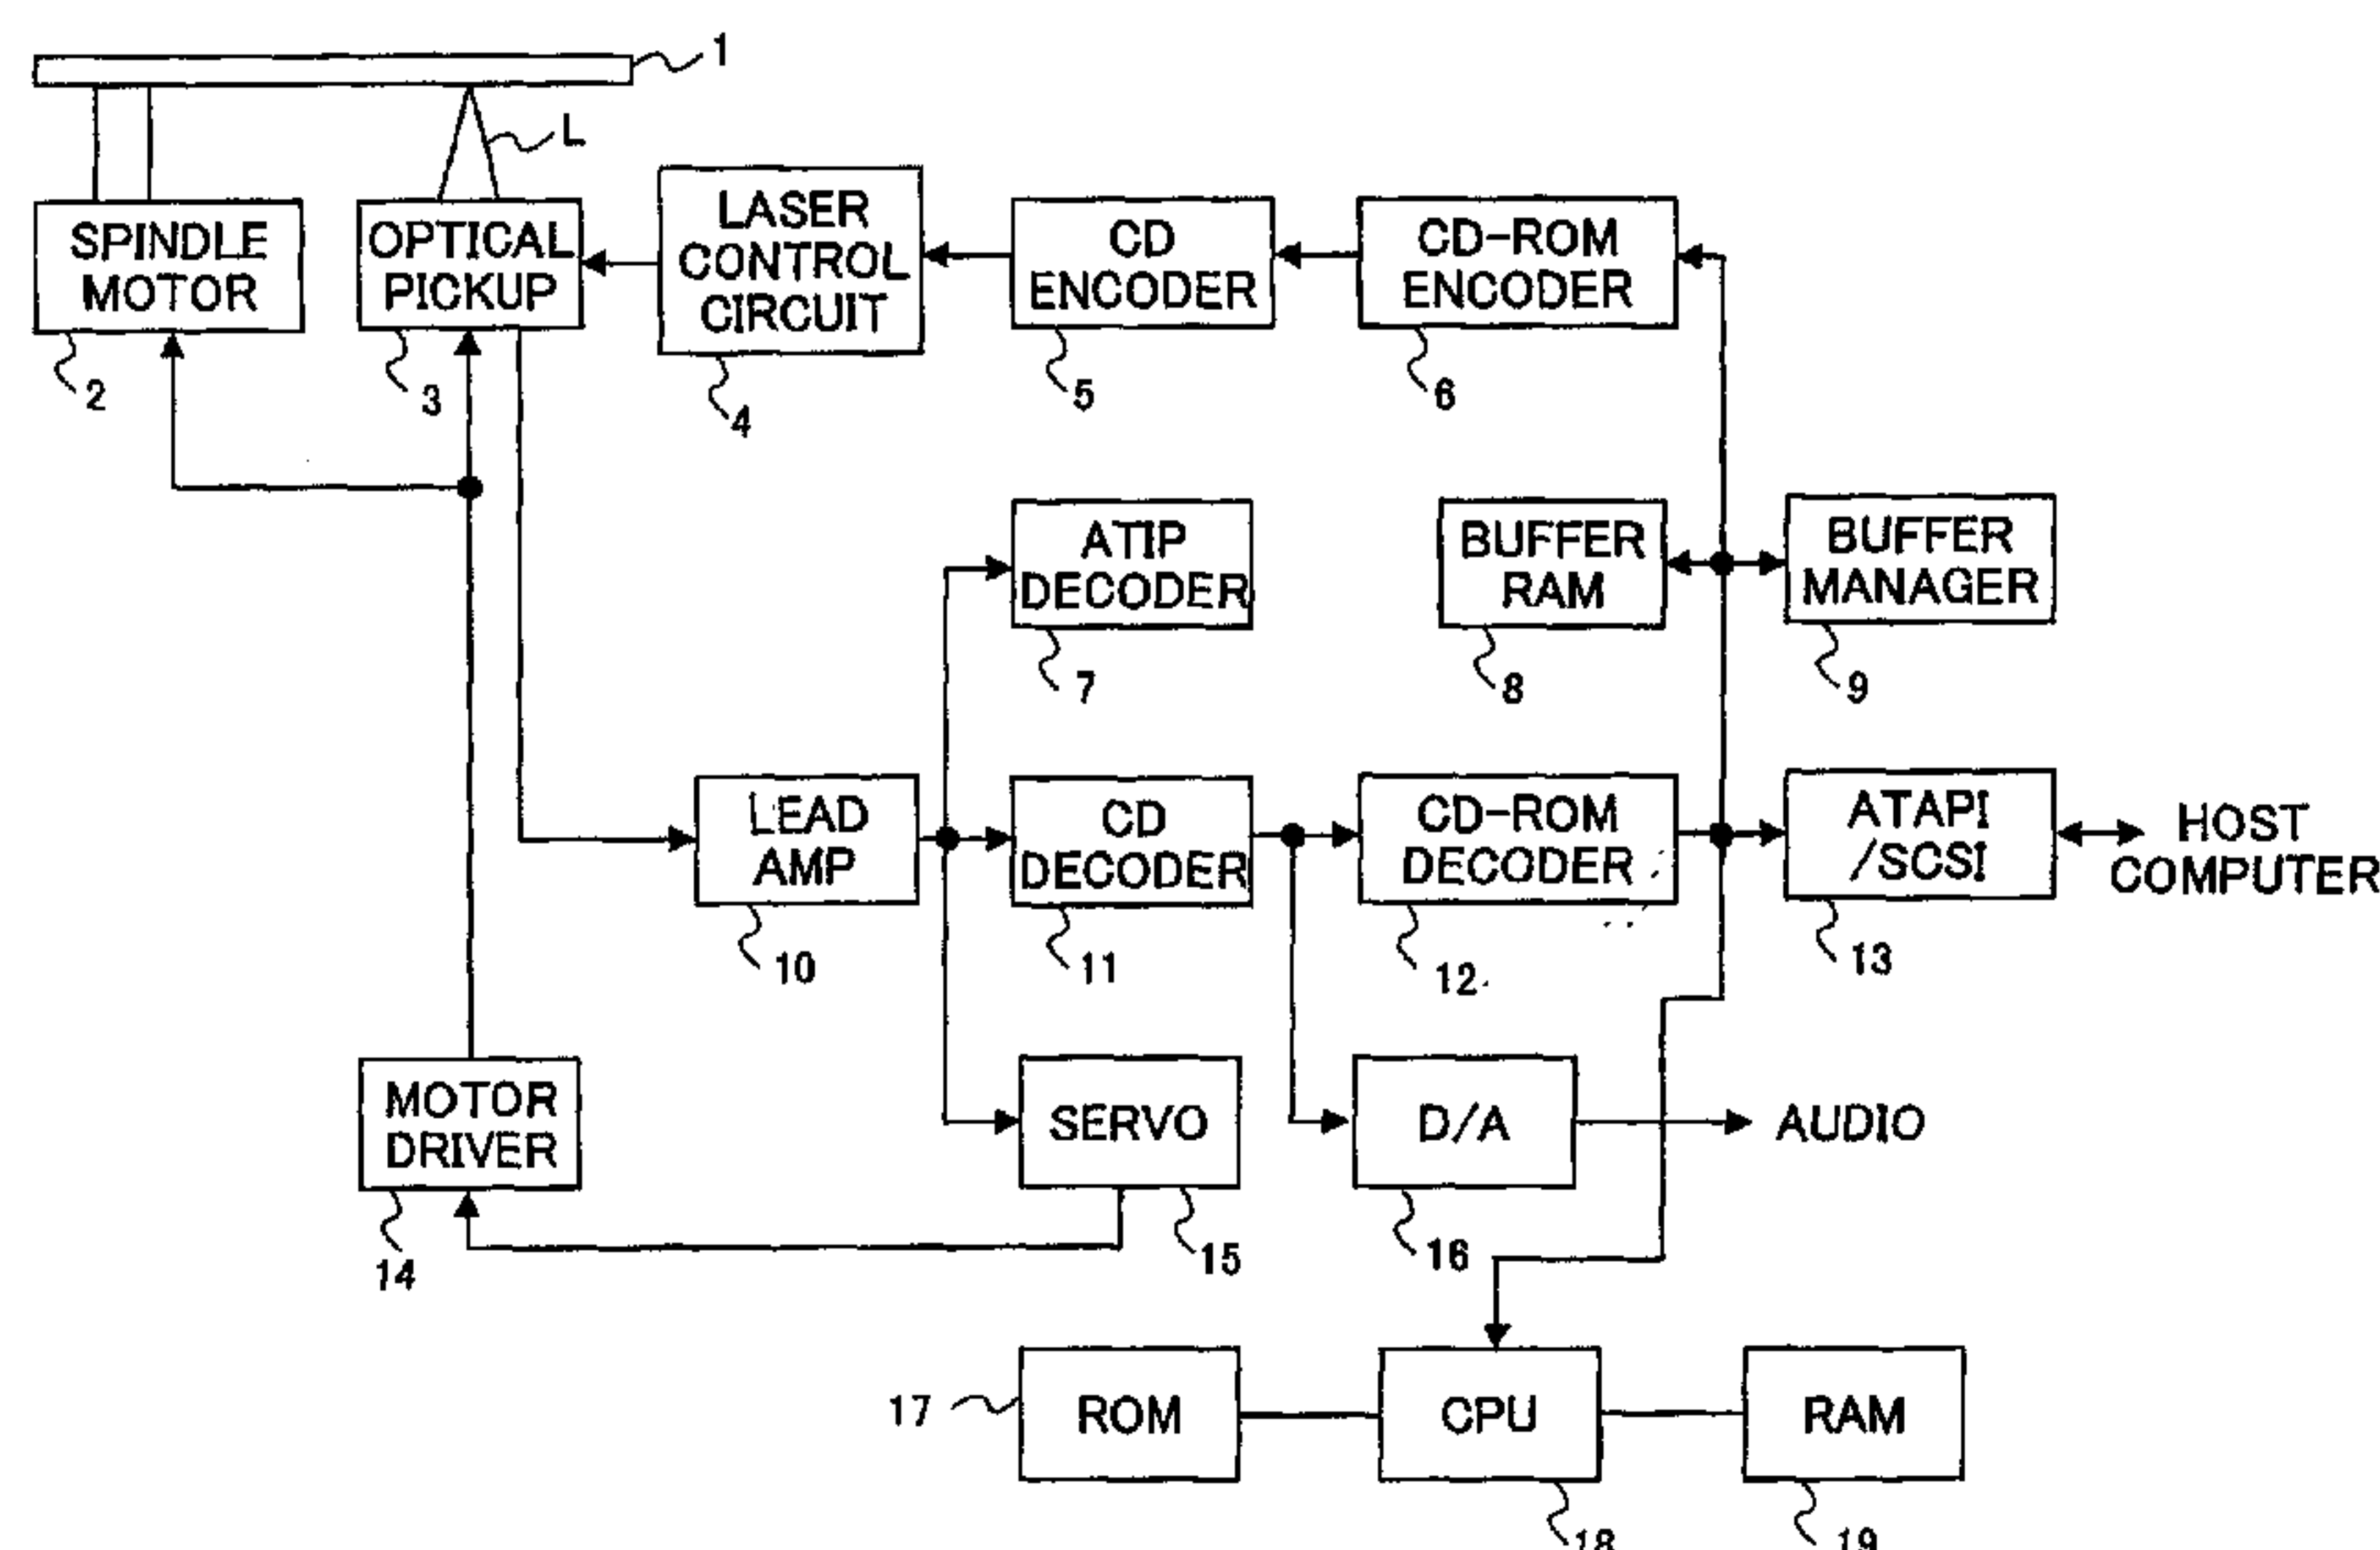 1
L
SPINDLE
MOTOR
OPTICAL
PICKUP
LASER
CONTROL
CIRCUIT
CD
ENCODER
CD-ROM
ENCODER
2
3
4
5
6
ATIP
DECODER
BUFFER
RAM
BUFFER
MANAGER
7
8
9
LEAD
AMP
CD
DECODER
CD-ROM
DECODER
ATAPI
/SCSI
HOST
COMPUTER
10
11
12
13
MOTOR
DRIVER
SERVO
D/A
AUDIO
14
15
16
17
ROM
CPU
RAM
18
19